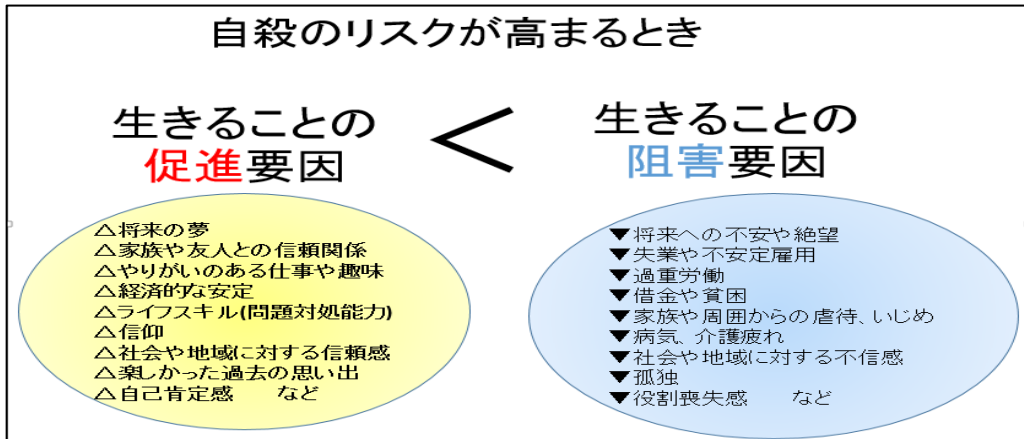 自殺のリスクが高まるとき
生きることの
促進要因
<
生きることの
阻害要因
△将来の夢
△家族や友人との信頼関係
△やりがいのある仕事や趣味
△経済的な安定
△ライフスキル(問題対処能力)
△信仰
△社会や地域に対する信頼感
△楽しかった過去の思い出
△自己肯定感　　など
▼将来への不安や絶望
▼失業や不安定雇用
▼過重労働
▼借金や貧困
▼家族や周囲からの虐待、いじめ
▼病気、介護疲れ
▼社会や地域に対する不信感
▼孤独
▼役割喪失感　　など